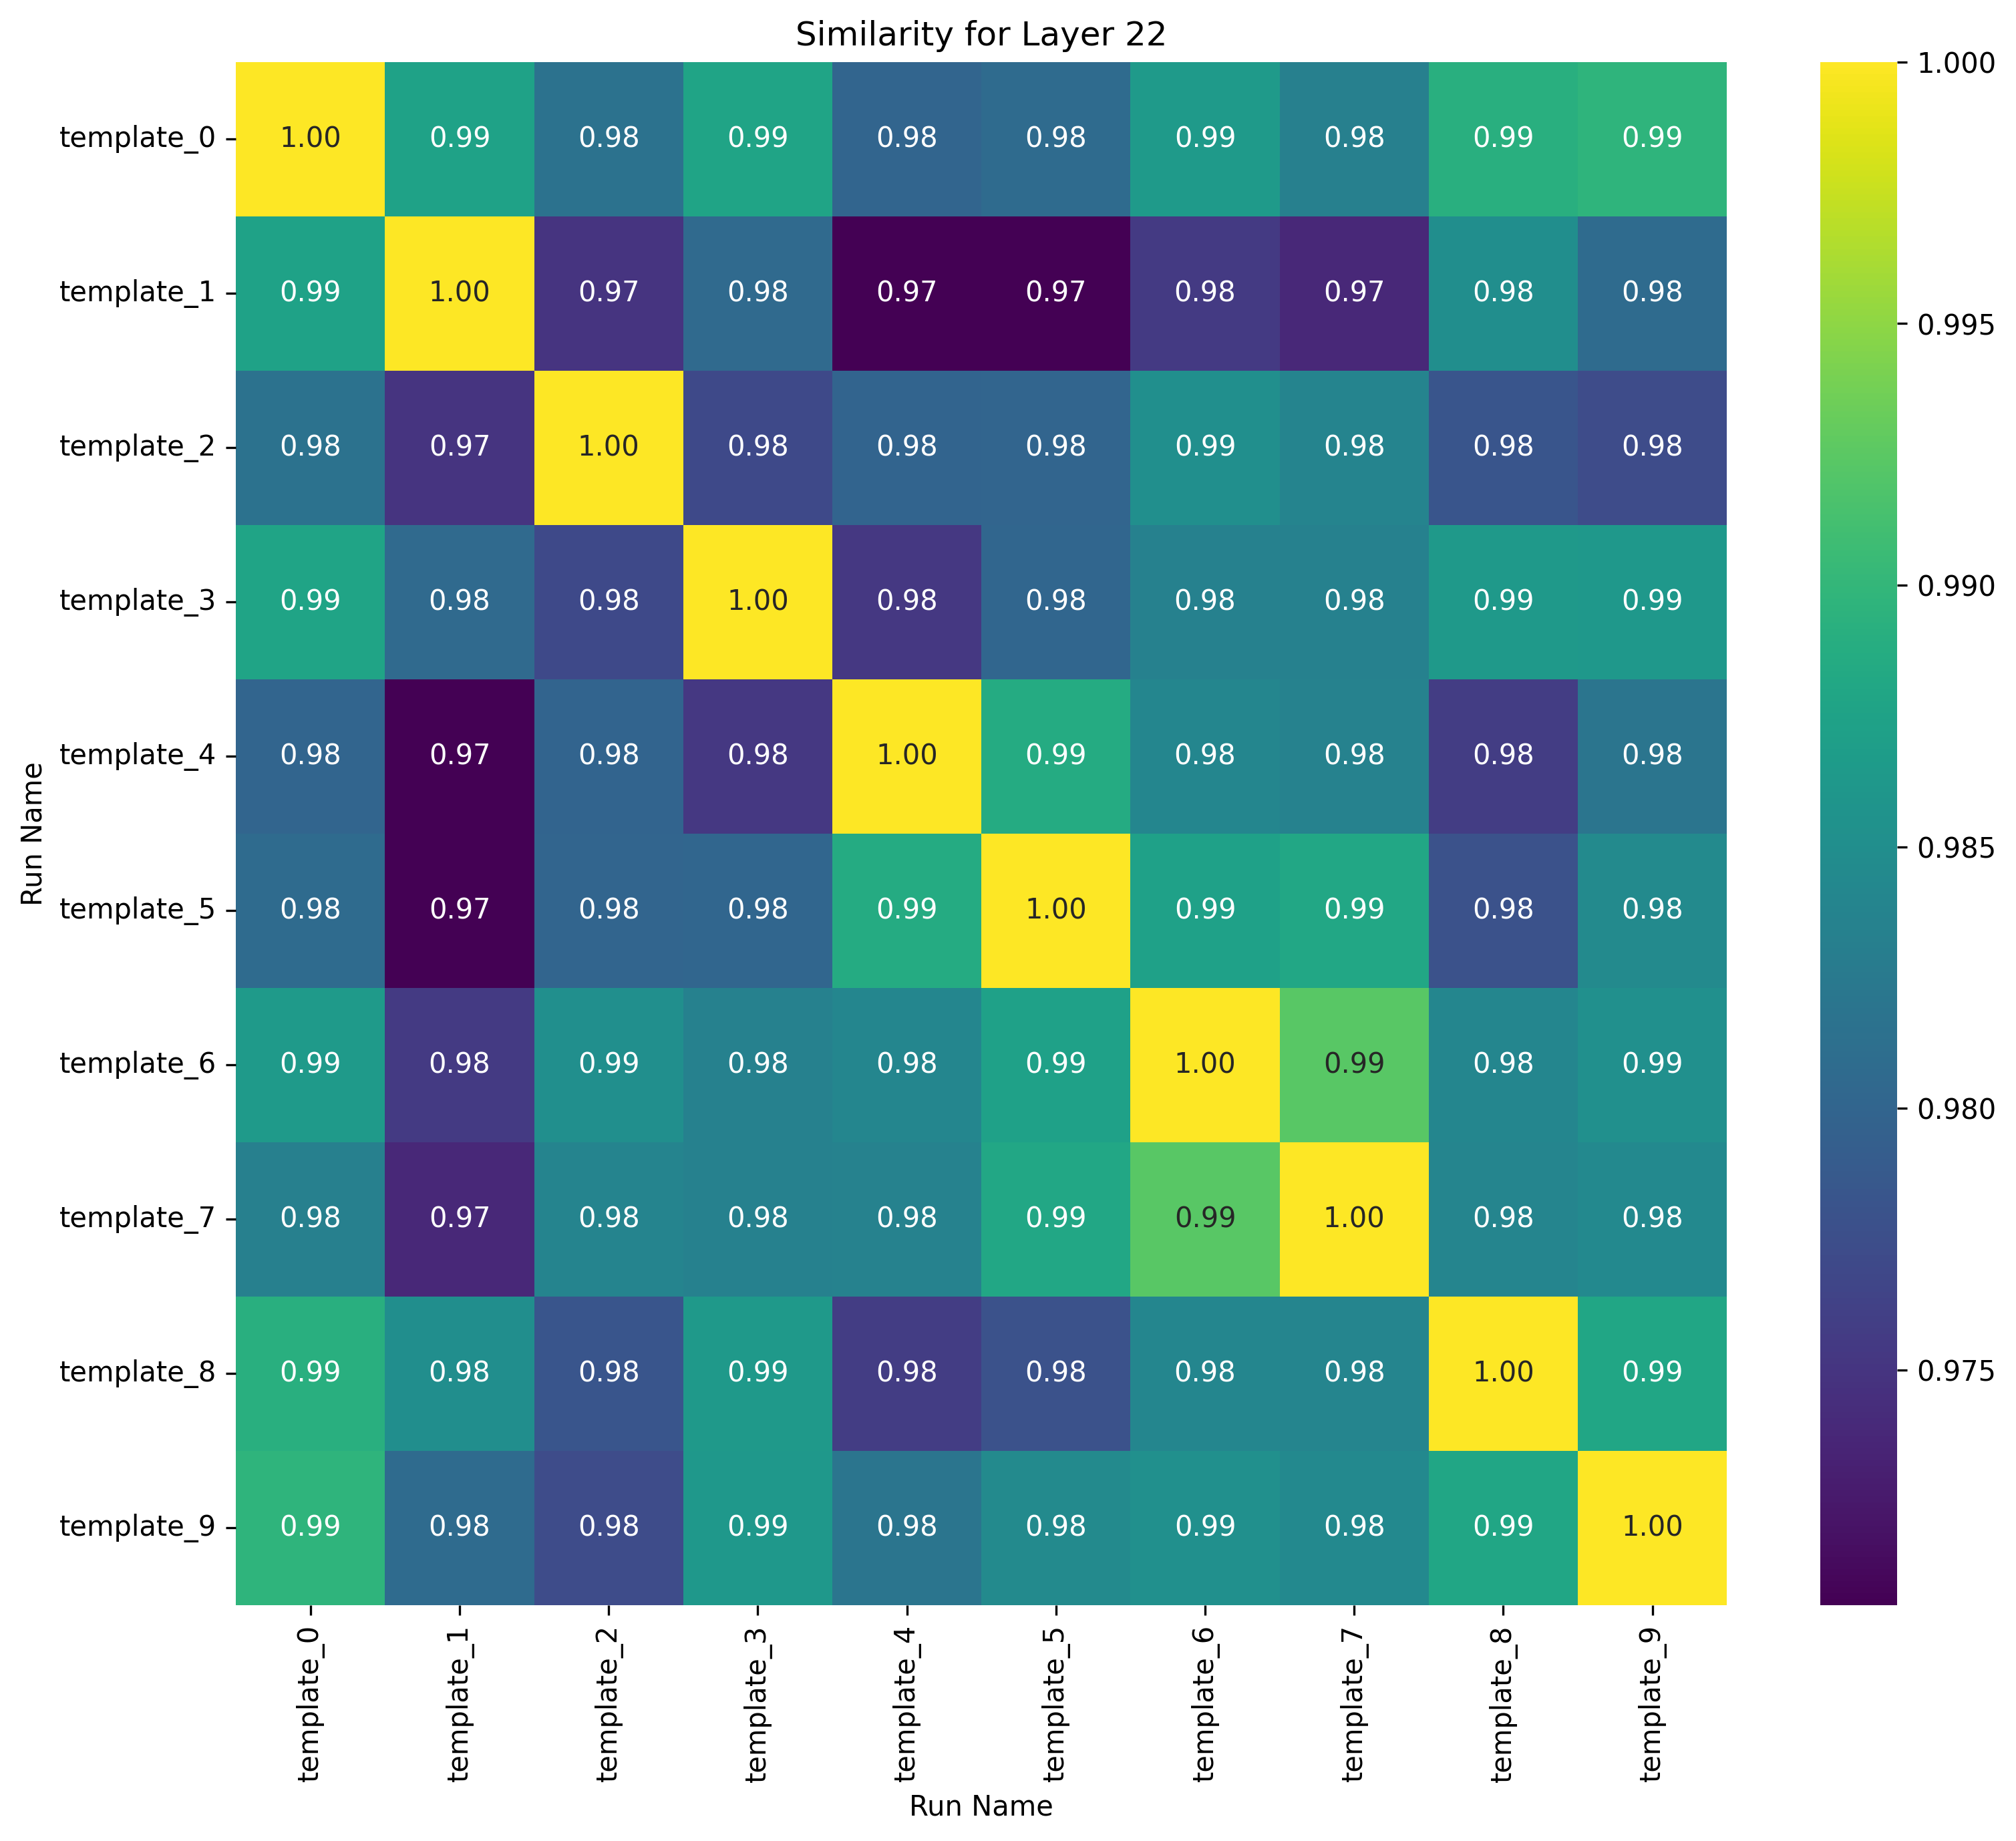 Similarity for Layer 22
template_0 1.00 0.99 0.98 0.99 0.98 0.98 0.99 0.98 0.99 0.99
template_1 0.99 1.00 0.97 0.98 0.97 0.97 0.98 0.97 0.98 0.98
template_2 0.98 0.97 1.00 0.98 0.98 0.98 0.99 0.98 0.98 0.98
template_3 0.99 0.98 0.98 1.00 0.98 0.98 0.98 0.98 0.99 0.99
template_4 0.98 0.97 0.98 0.98 1.00 0.99 0.98 0.98 0.98 0.98
template_5 0.98 0.97 0.98 0.98 0.99 1.00 0.99 0.99 0.98 0.98
template_6 0.99 0.98 0.99 0.98 0.98 0.99 1.00 0.99 0.98 0.99
template_7 0.98 0.97 0.98 0.98 0.98 0.99 0.99 1.00 0.98 0.98
template_8 0.99 0.98 0.98 0.99 0.98 0.98 0.98 0.98 1.00 0.99
template_9 0.99 0.98 0.98 0.99 0.98 0.98 0.99 0.98 0.99 1.00
template_0 template_1 template_2 template_3 template_4 template_5 template_6 template_7 template_8 template_9
Run Name
Run Name
1.000
0.995
0.990
0.985
0.980
0.975